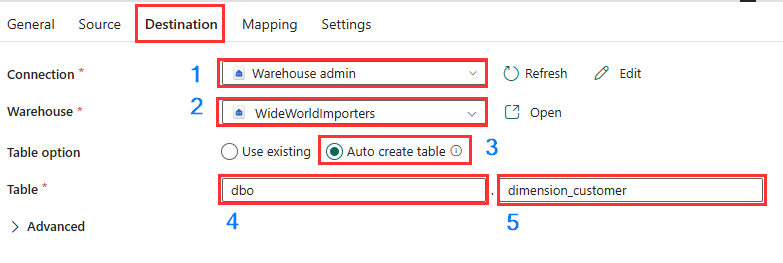 General Source Destination Mapping Settings
Connection * 1 Warehouse admin Refresh Edit
Warehouse * 2 WideWorldImporters Open
Table option Use existing Auto create table 3
Table * dbo . dimension_customer
4 5
Advanced